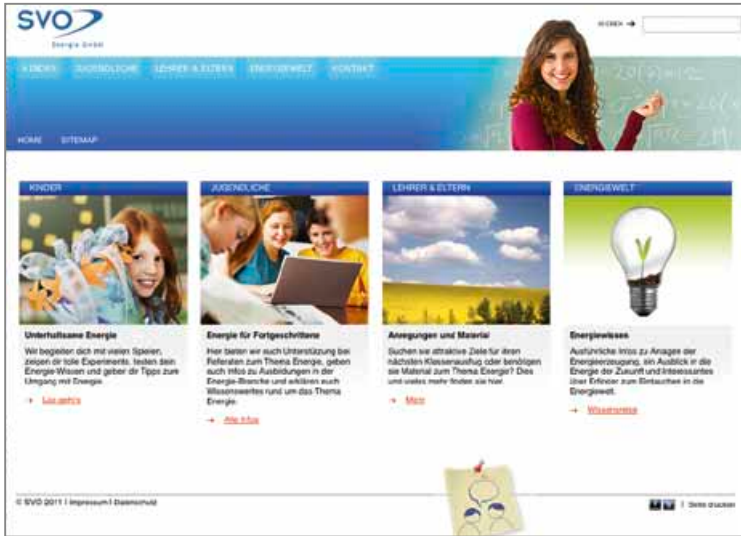 SVO
Energie GmbH
SUCHEN
KINDER JUGENDLICHE LEHRER & ELTERN ENERGIEWELT KONTAKT
HOME SITEMAP
KINDER
Unterhaltsame Energie
Wir begleiten dich mit vielen Spielen,
zeigen dir tolle Experimente, testen dein
Energie-Wissen und geben dir Tipps zum
Umgang mit Energie.
Los geht's
JUGENDLICHE
Energie für Fortgeschrittene
Hier bieten wir euch Unterstützung bei
Referaten zum Thema Energie, geben
euch Infos zu Ausbildungen in der
Energie-Branche und erklären euch
Wissenswertes rund um das Thema
Energie.
Alle Infos
LEHRER & ELTERN
Anregungen und Material
Suchen sie attraktive Ziele für ihren
nächsten Klassenausflug oder benötigen
sie Material zum Thema Energie? Dies
und vieles mehr finden sie hier.
Mehr
ENERGIEWELT
Energiewissen
Ausführliche Infos zu Anlagen der
Energieerzeugung, ein Ausblick in die
Energie der Zukunft und Interessantes
über Erfinder zum Eintauchen in die
Energiewelt.
© SVO 2011 | Impressum | Datenschutz
| Seite drucken